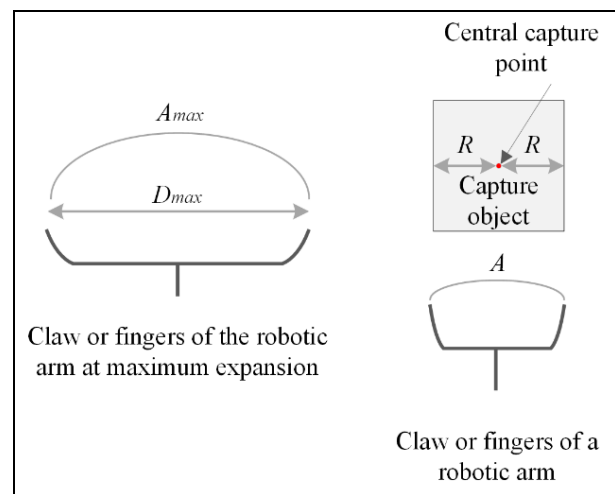 Amax
Dmax
Claw or fingers of the robotic
arm at maximum expansion
Central capture
point
R R
Capture
object
A
Claw or fingers of a
robotic arm